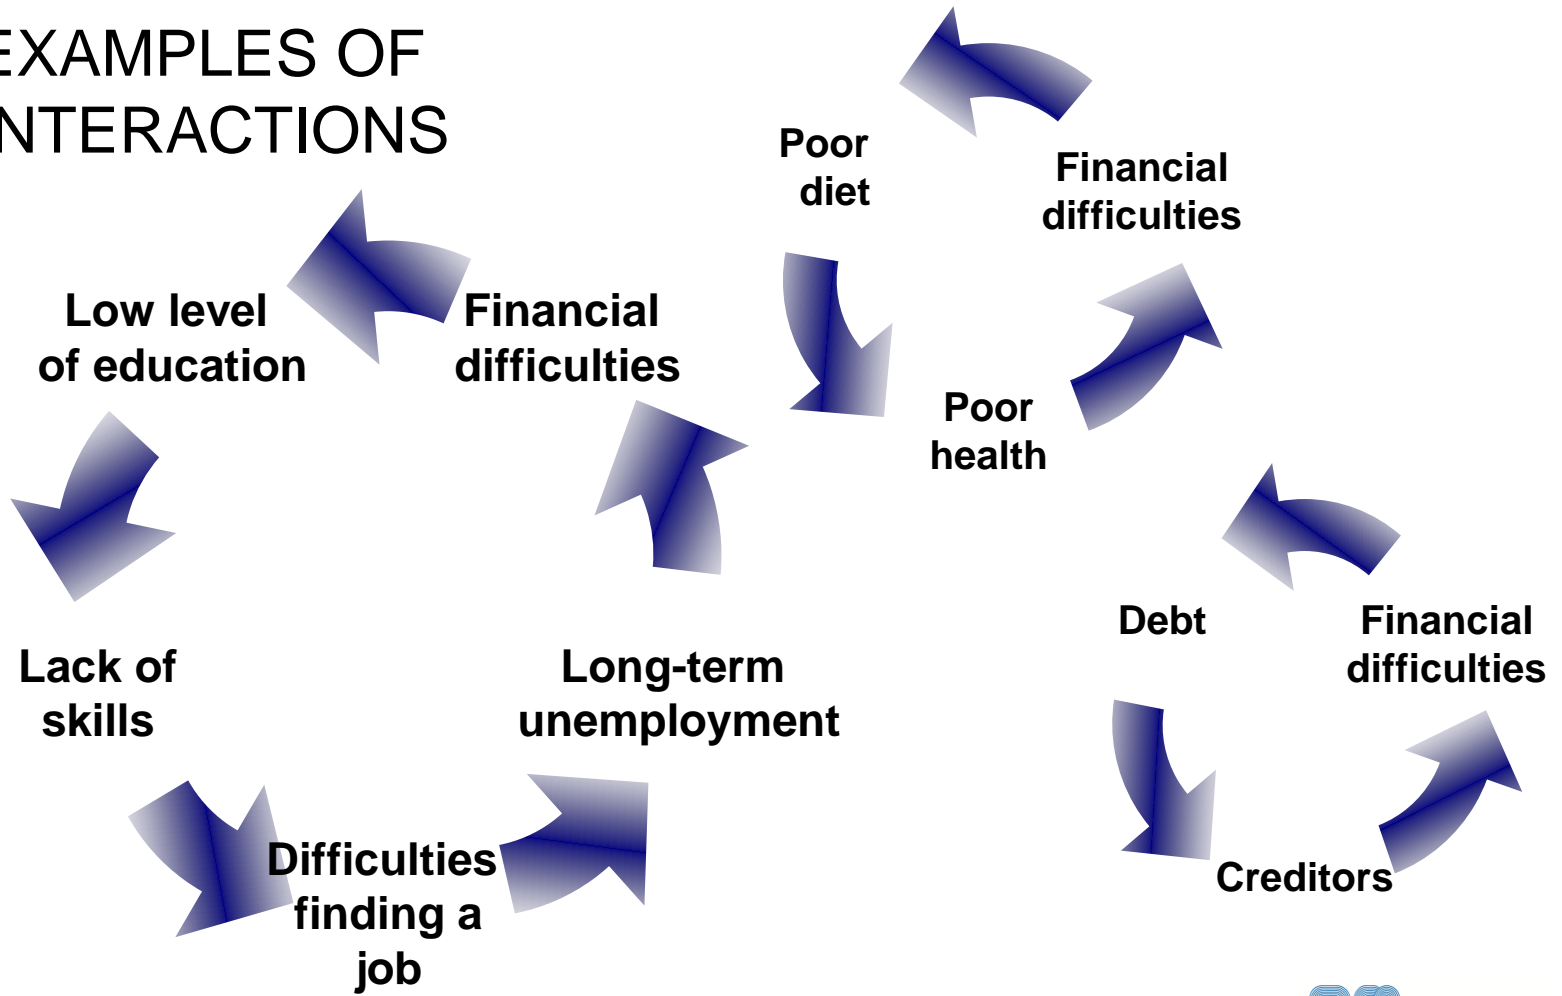 EXAMPLES OF
NTERACTIONS
Poor
diet
Financial
difficulties
Poor
health
Low level
of education
Financial
difficulties
Lack of
skills
Long-term
unemployment
Difficulties
finding a
job
Debt
Financial
difficulties
Creditors